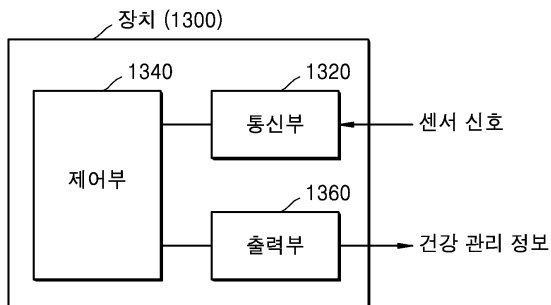 장치 (1300)
1340
1320
제어부
통신부
센서 신호
1360
출력부
건강 관리 정보